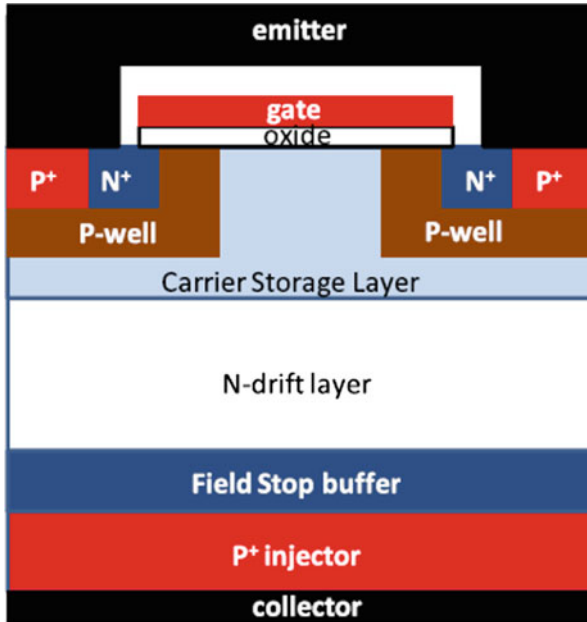 emitter
gate
oxide
P⁺ N⁺ N⁺ P⁺
P-well P-well
Carrier Storage Layer
N-drift layer
Field Stop buffer
P⁺ injector
collector